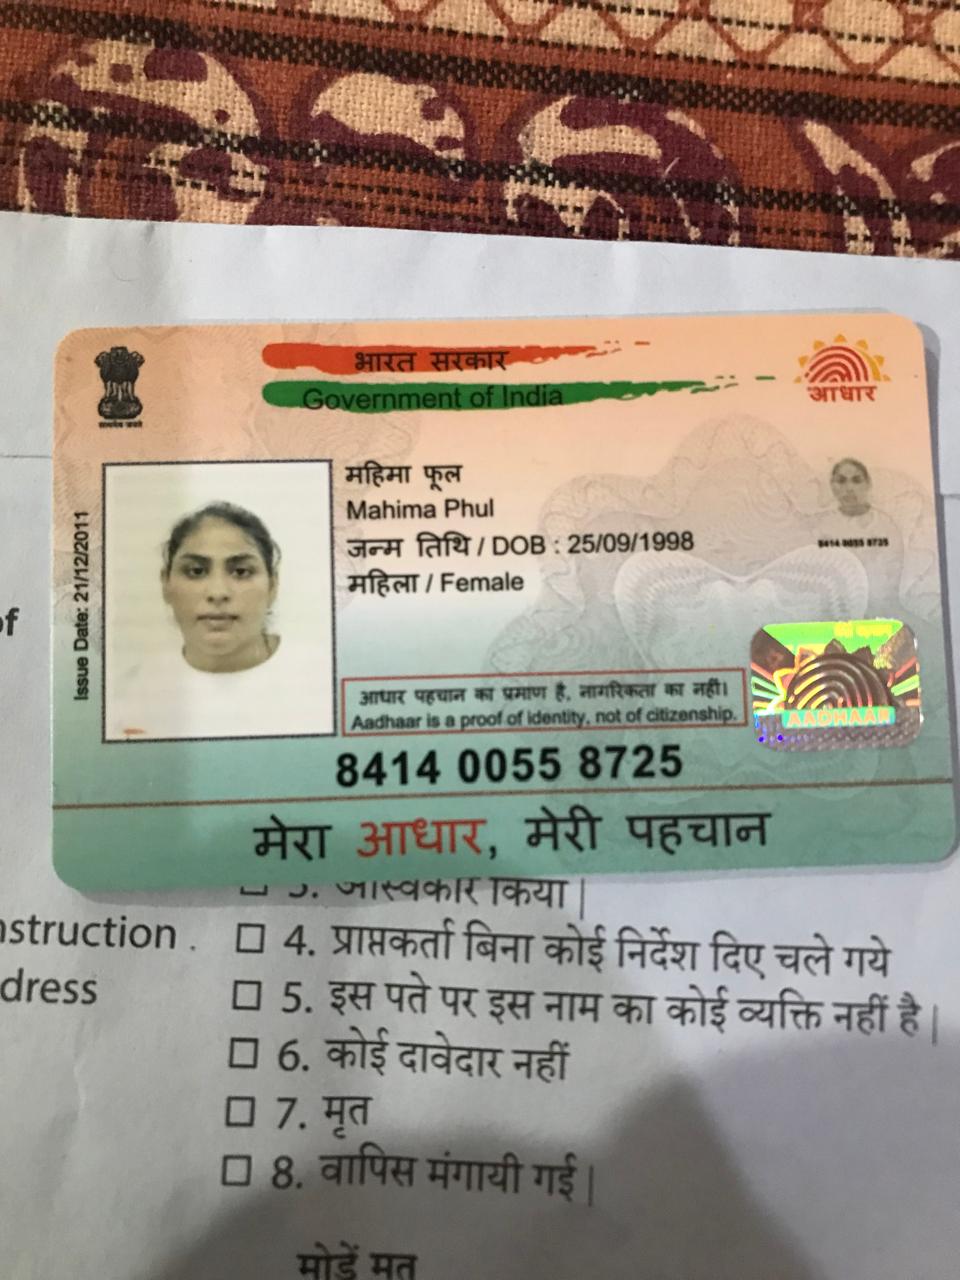 भारत सरकार
Government of India
सत्यमेव जयते
आधार
महिमा फूल
Mahima Phul
जन्म तिथि / DOB : 25/09/1998
महिला / Female
Issue Date: 21/12/2011
8414 0055 8725
आधार पहचान का प्रमाण है, नागरिकता का नहीं।
Aadhaar is a proof of identity, not of citizenship.
AADHAAR
8414 0055 8725
मेरा आधार, मेरी पहचान
of
किया |
nstruction .
4. प्राप्तकर्ता बिना कोई निर्देश दिए चले गये
dress
5. इस पते पर इस नाम का कोई व्यक्ति नहीं है |
6. कोई दावेदार नहीं
7. मृत
8. वापिस मंगायी गई |
मोड़ें मत